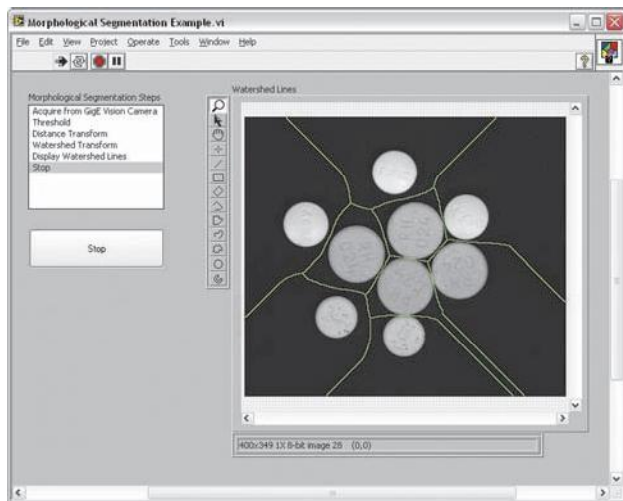 Morphological Segmentation Example.vi
File Edit View Project Operate Tools Window Help
Morphological Segmentation Steps
Acquire from GigE Vision Camera
Threshold
Distance Transform
Watershed Transform
Display Watershed Lines
Stop
Stop
Watershed Lines
400x349 1X 8-bit image 28 (0,0)